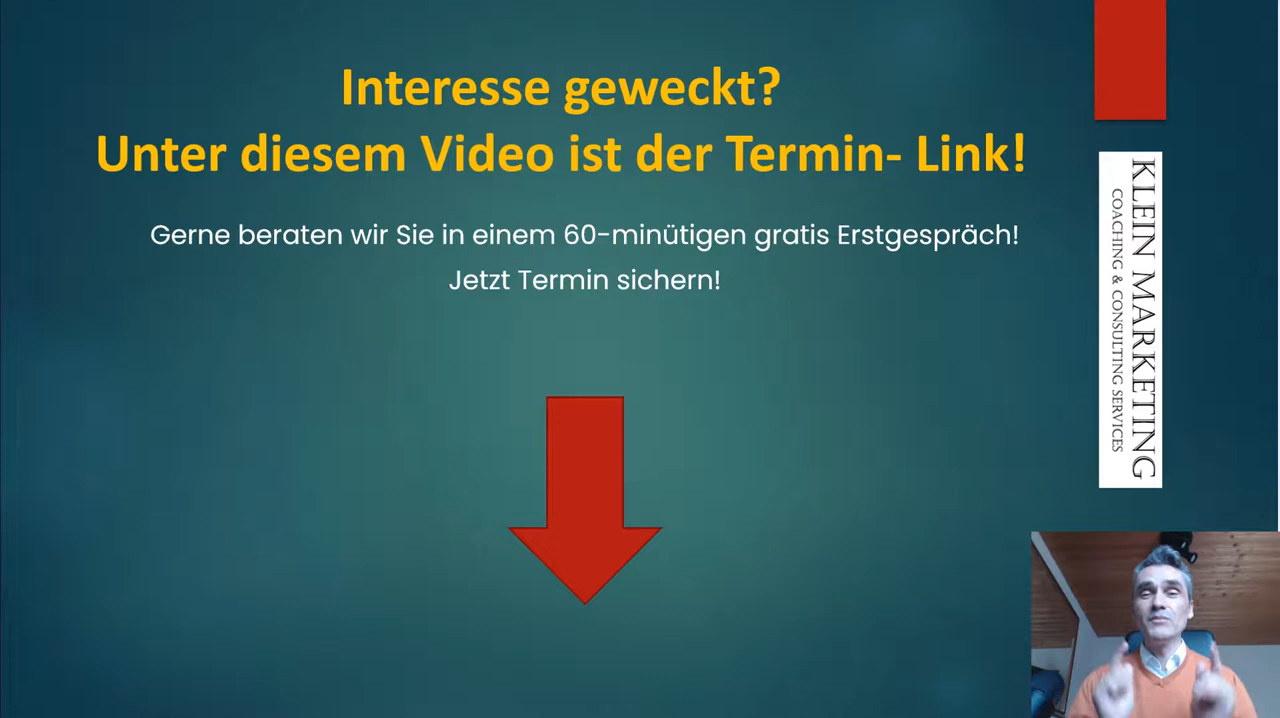 Interesse geweckt?
Unter diesem Video ist der Termin- Link!
Gerne beraten wir Sie in einem 60-minütigen gratis Erstgespräch!
Jetzt Termin sichern!
KLEIN MARKETING
COACHING & CONSULTING SERVICES